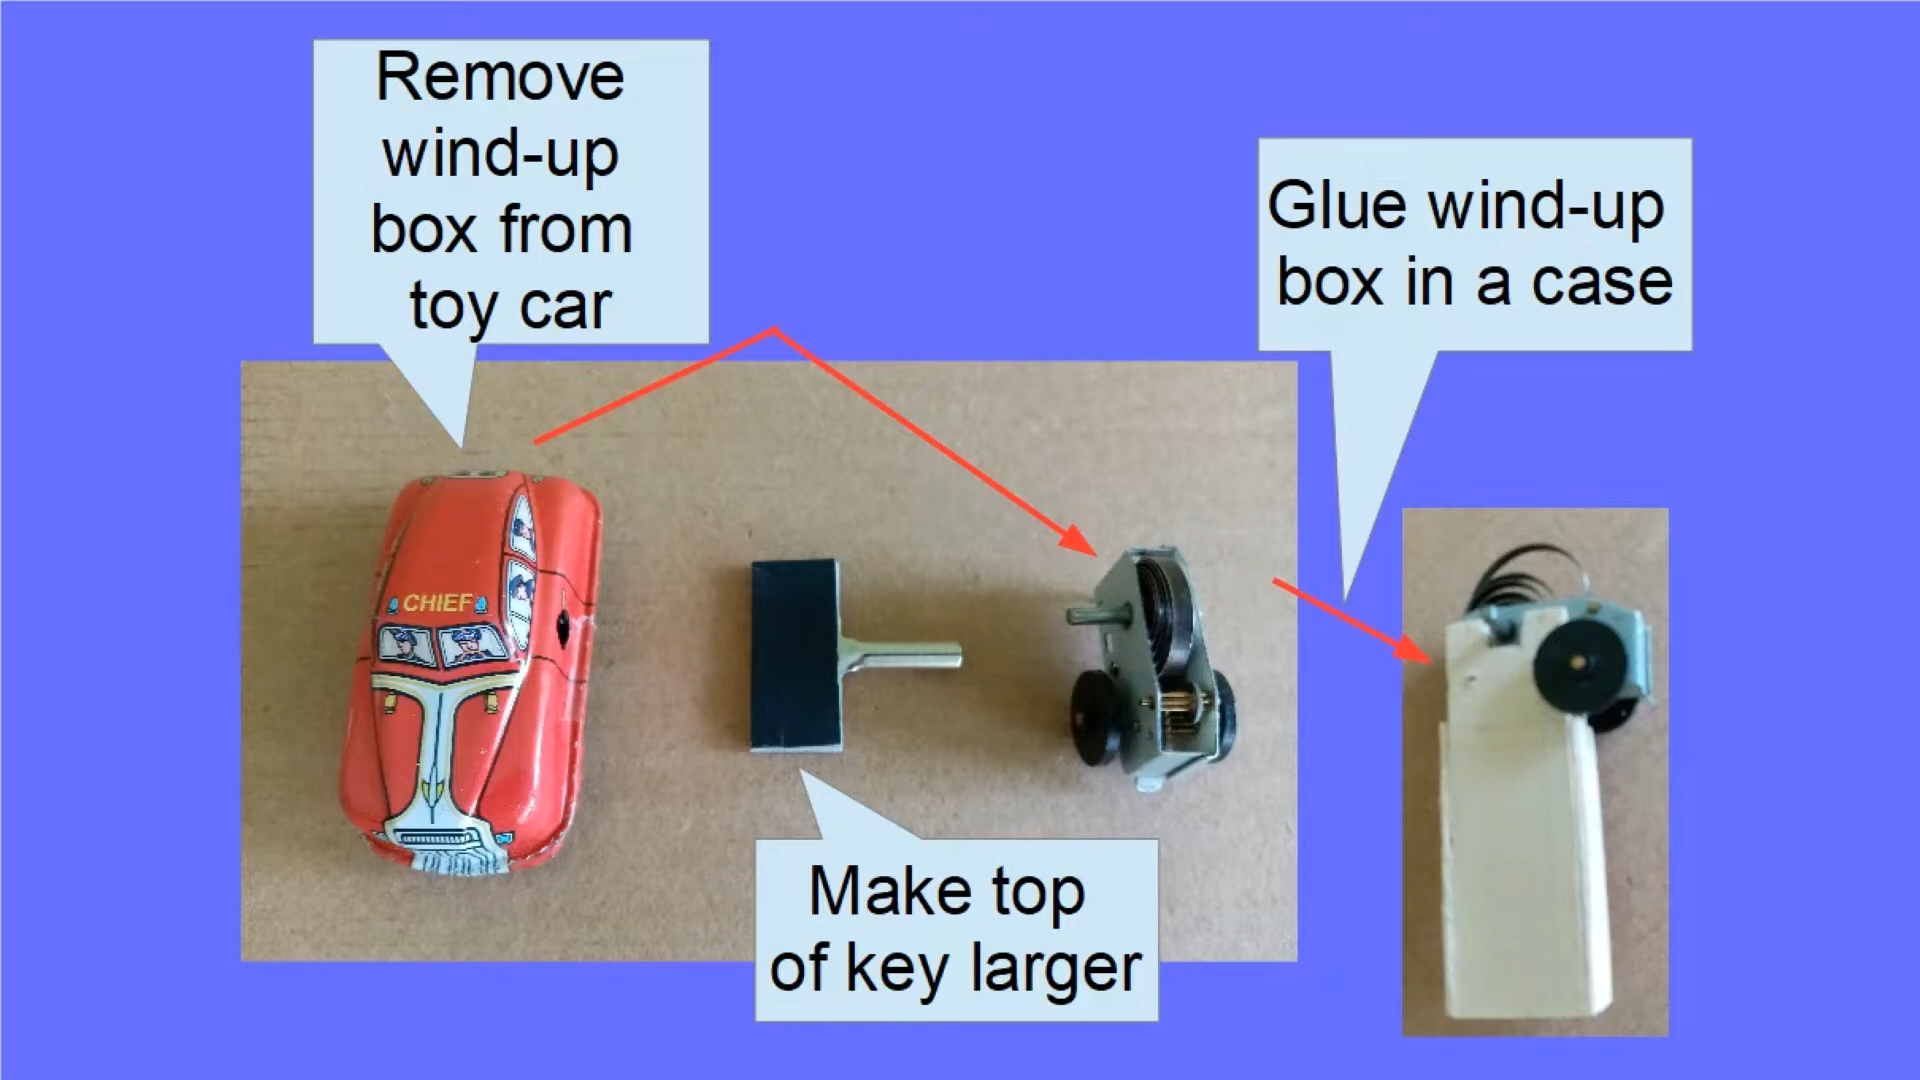 Remove
wind-up
box from
toy car
Glue wind-up
box in a case
CHIEF
Make top
of key larger